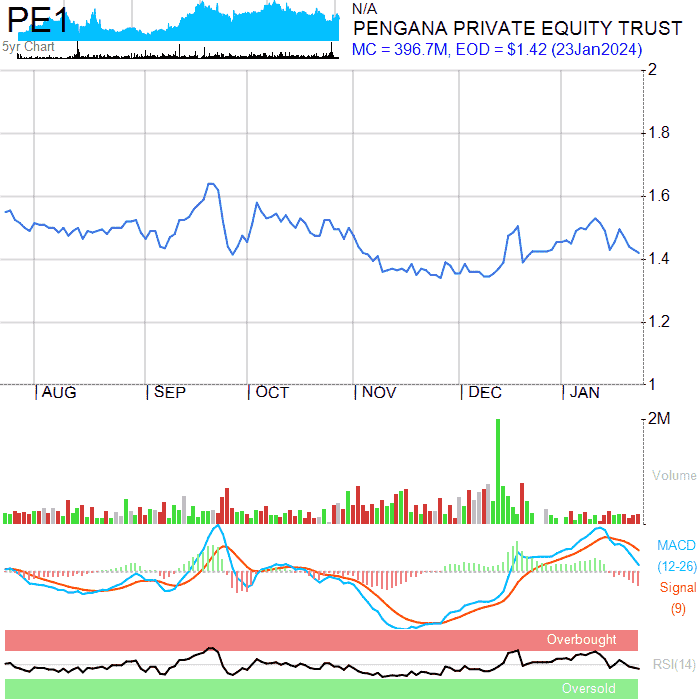 PE1
5yr Chart
N/A
PENGANA PRIVATE EQUITY TRUST
MC = 396.7M, EOD = $1.42 (23Jan2024)
2
1.8
1.6
1.4
1.2
1
AUG SEP OCT NOV DEC JAN
2M
Volume
MACD
(12-26)
Signal
(9)
Overbought
RSI(14)
Oversold